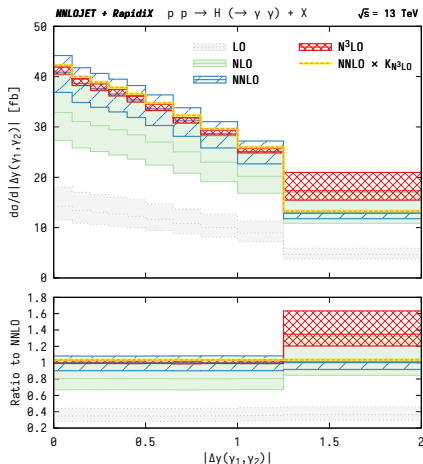 NNLOJET + RapidiX p p → H (→ γ γ) + X √s = 13 TeV
LO
NLO
NNLO
N³LO
NNLO × K_N³LO
dσ/d|Δy(γ₁,γ₂)| [fb]
50
40
30
20
10
0
Ratio to NNLO
1.8
1.6
1.4
1.2
1.0
0.8
0.6
0.4
0.2
0 0.5 1 1.5 2
|Δy(γ₁,γ₂)|